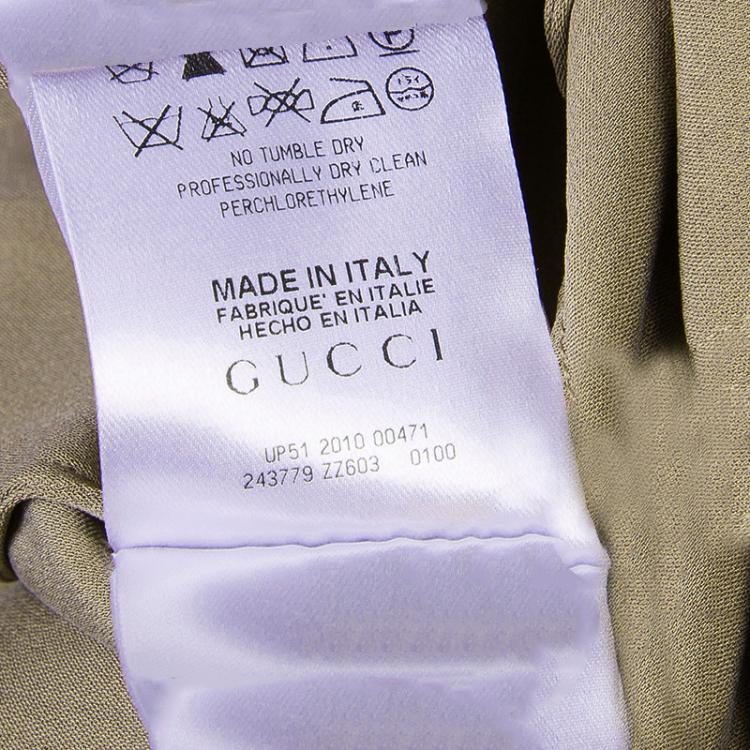 NO TUMBLE DRY
PROFESSIONALLY DRY CLEAN
PERCHLORETHYLENE
MADE IN ITALY
FABRIQUE' EN ITALIE
HECHO EN ITALIA
GUCCI
UP51 2010 00471
243779 ZZ603 0100